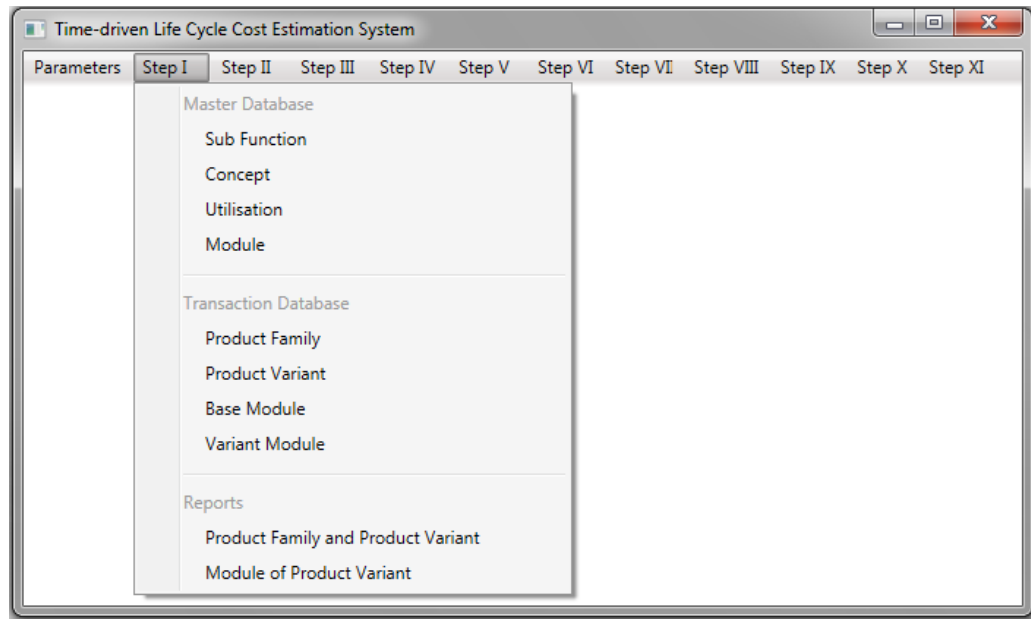 Time-driven Life Cycle Cost Estimation System
Parameters Step I Step II Step III Step IV Step V Step VI Step VII Step VIII Step IX Step X Step XI
Master Database
Sub Function
Concept
Utilisation
Module
Transaction Database
Product Family
Product Variant
Base Module
Variant Module
Reports
Product Family and Product Variant
Module of Product Variant